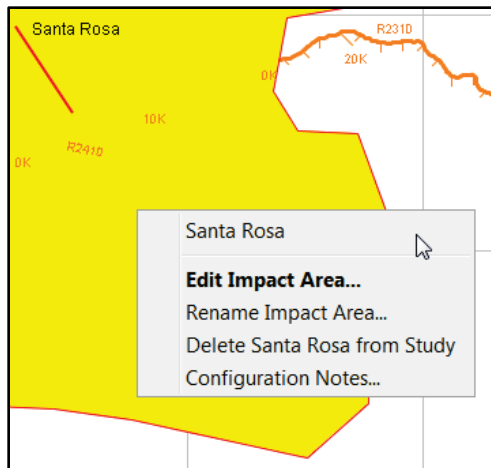 Santa Rosa
R231D
20K
0K
10K
R241D
0K
Santa Rosa
Edit Impact Area...
Rename Impact Area...
Delete Santa Rosa from Study
Configuration Notes...